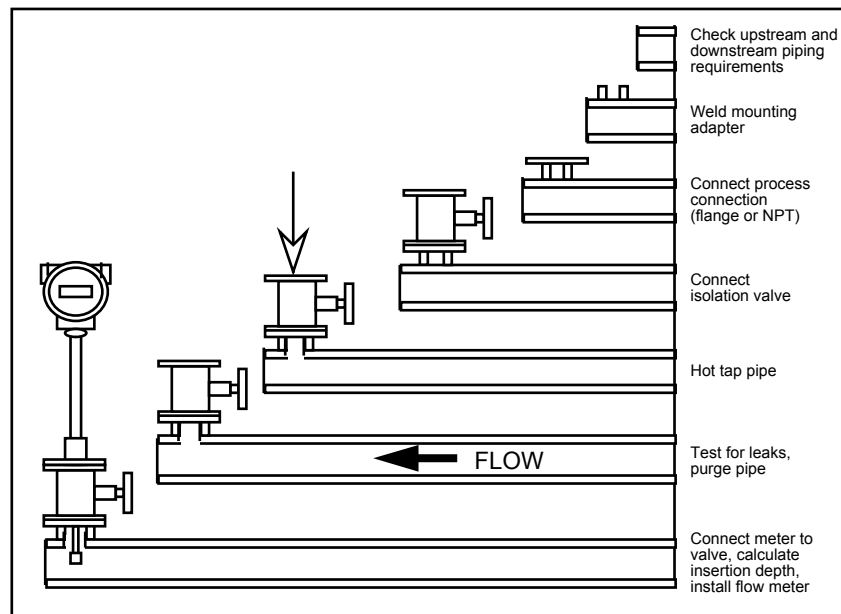 Check upstream and
downstream piping
requirements
Weld mounting
adapter
Connect process
connection
(flange or NPT)
Connect
isolation valve
Hot tap pipe
FLOW
Test for leaks,
purge pipe
Connect meter to
valve, calculate
insertion depth,
install flow meter